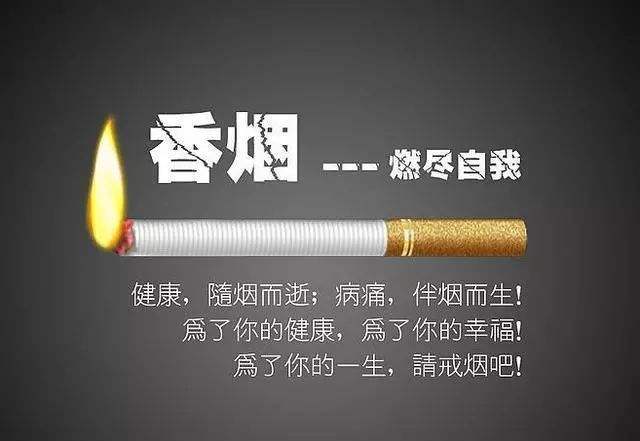 香烟 --- 燃尽自我
健康，隨烟而逝；病痛，伴烟而生！
爲了你的健康，爲了你的幸福！
爲了你的一生，請戒烟吧！